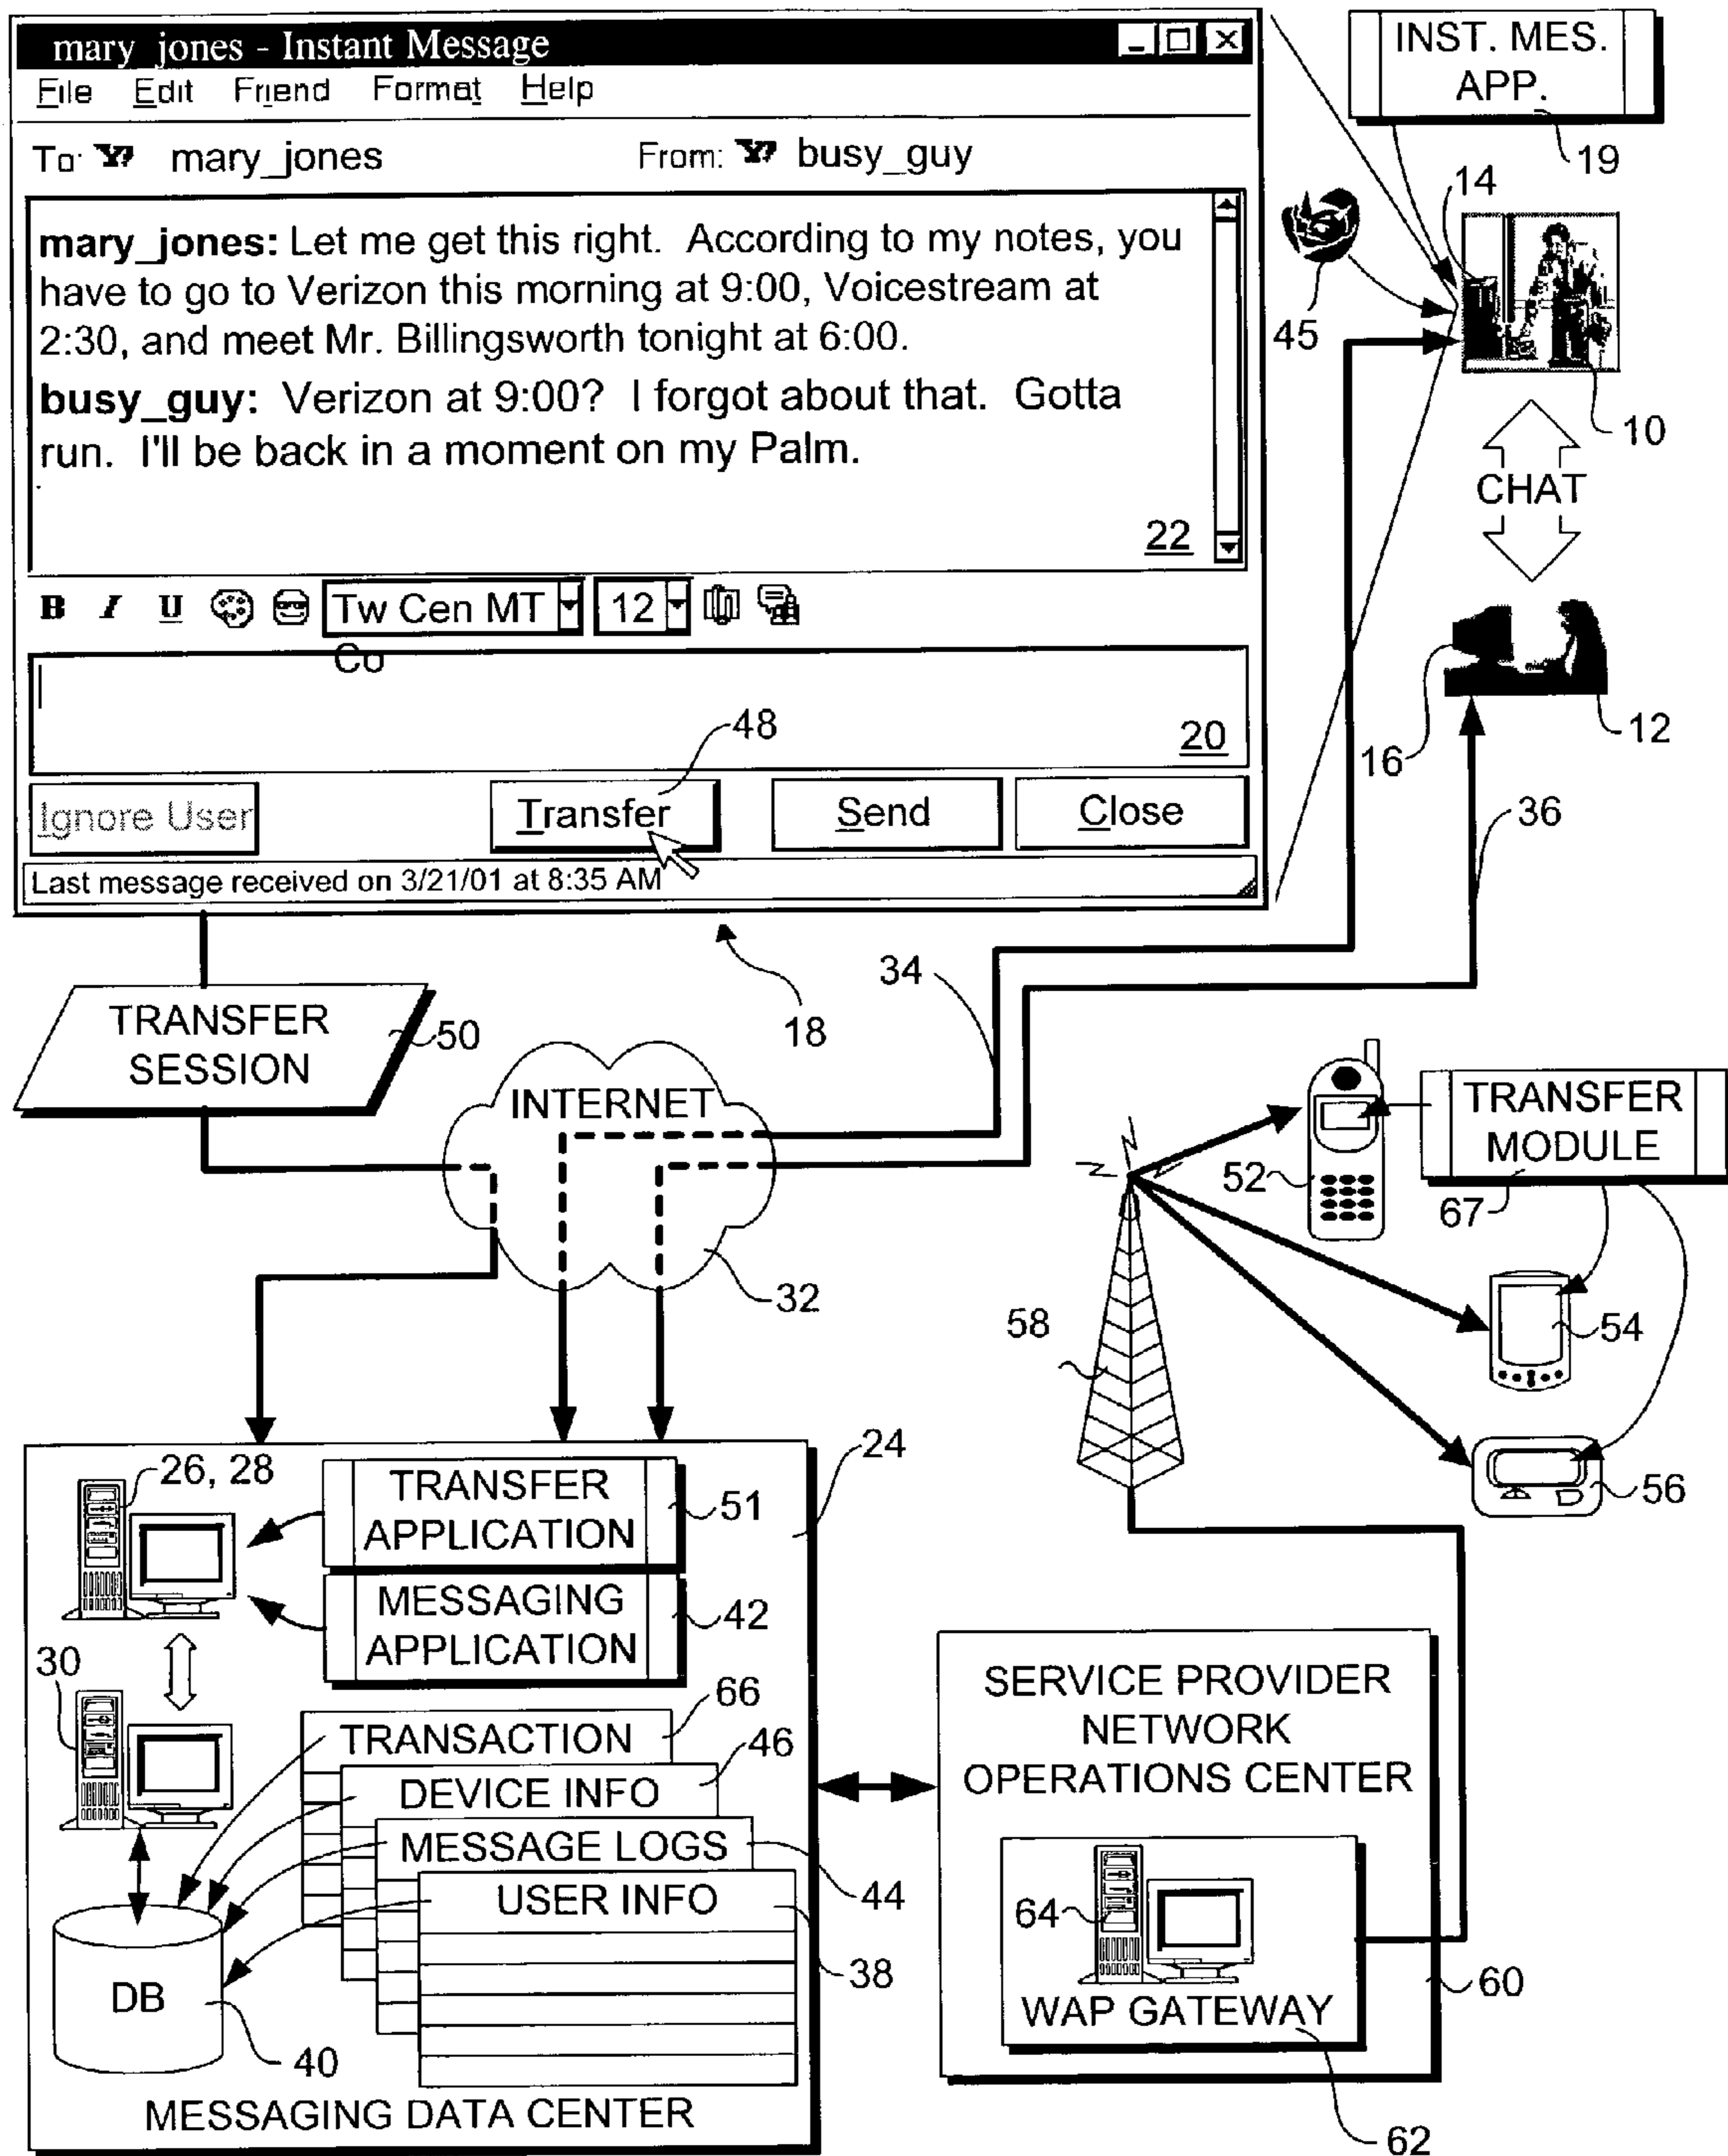 mary_jones - Instant Message
File Edit Friend Format Help
To: Y! mary_jones From: Y! busy_guy
mary_jones: Let me get this right. According to my notes, you
have to go to Verizon this morning at 9:00, Voicestream at
2:30, and meet Mr. Billingsworth tonight at 6:00.
busy_guy: Verizon at 9:00? I forgot about that. Gotta
run. I'll be back in a moment on my Palm.
22
B I U Tw Cen MT 12
Co
48
20
Ignore User Transfer Send Close
Last message received on 3/21/01 at 8:35 AM
INST. MES.
APP.
19
14
45
10
CHAT
16
12
36
34
18
TRANSFER
SESSION
50
INTERNET
32
52
TRANSFER
MODULE
67
58
54
56
24
26, 28
TRANSFER
APPLICATION
51
MESSAGING
APPLICATION
42
30
66
TRANSACTION
46
DEVICE INFO
MESSAGE LOGS
44
USER INFO
38
DB
40
MESSAGING DATA CENTER
SERVICE PROVIDER
NETWORK
OPERATIONS CENTER
64
WAP GATEWAY
60
62